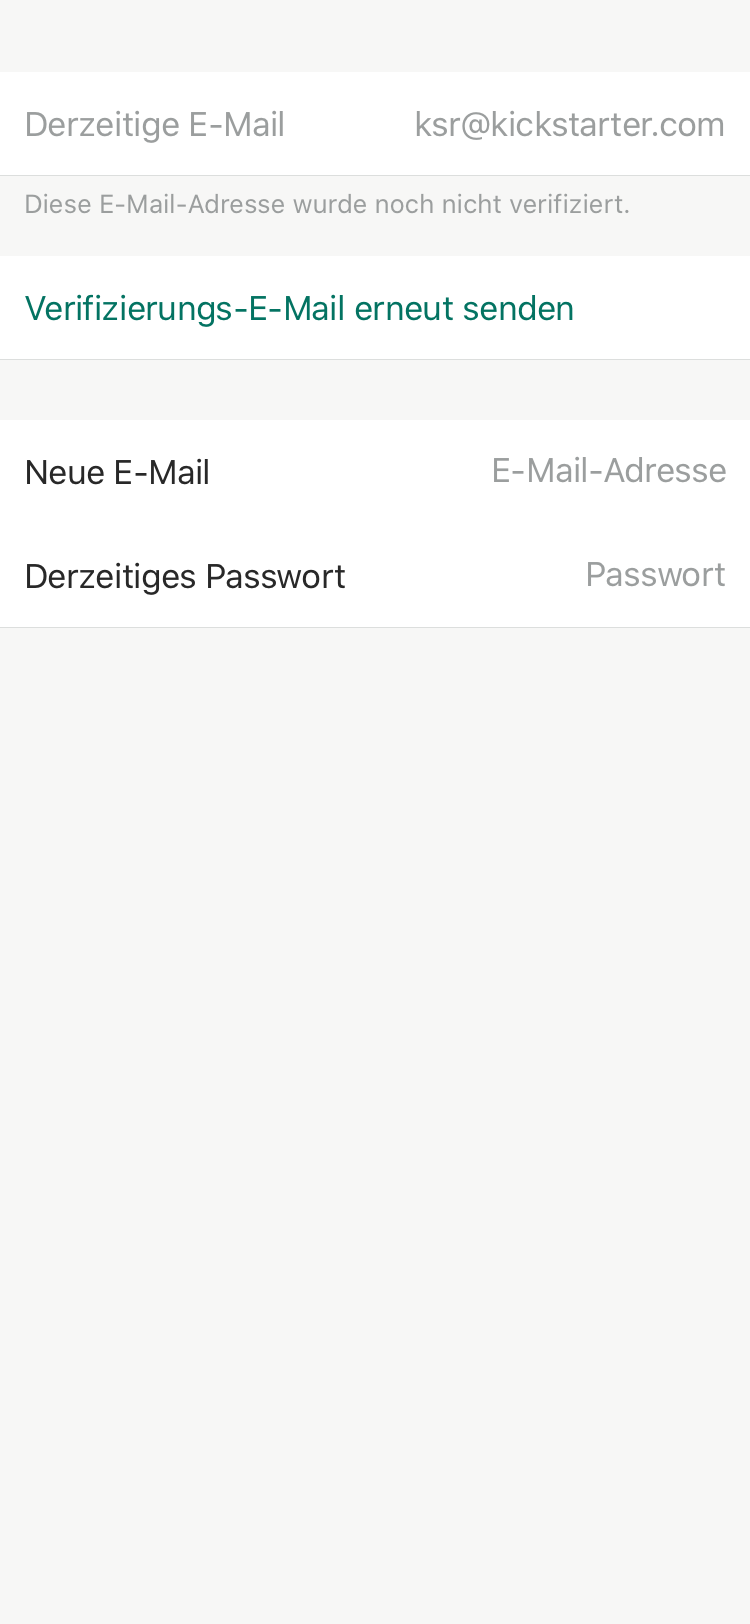 Derzeitige E-Mail ksr@kickstarter.com
Diese E-Mail-Adresse wurde noch nicht verifiziert.
Verifizierungs-E-Mail erneut senden
Neue E-Mail E-Mail-Adresse
Derzeitiges Passwort Passwort